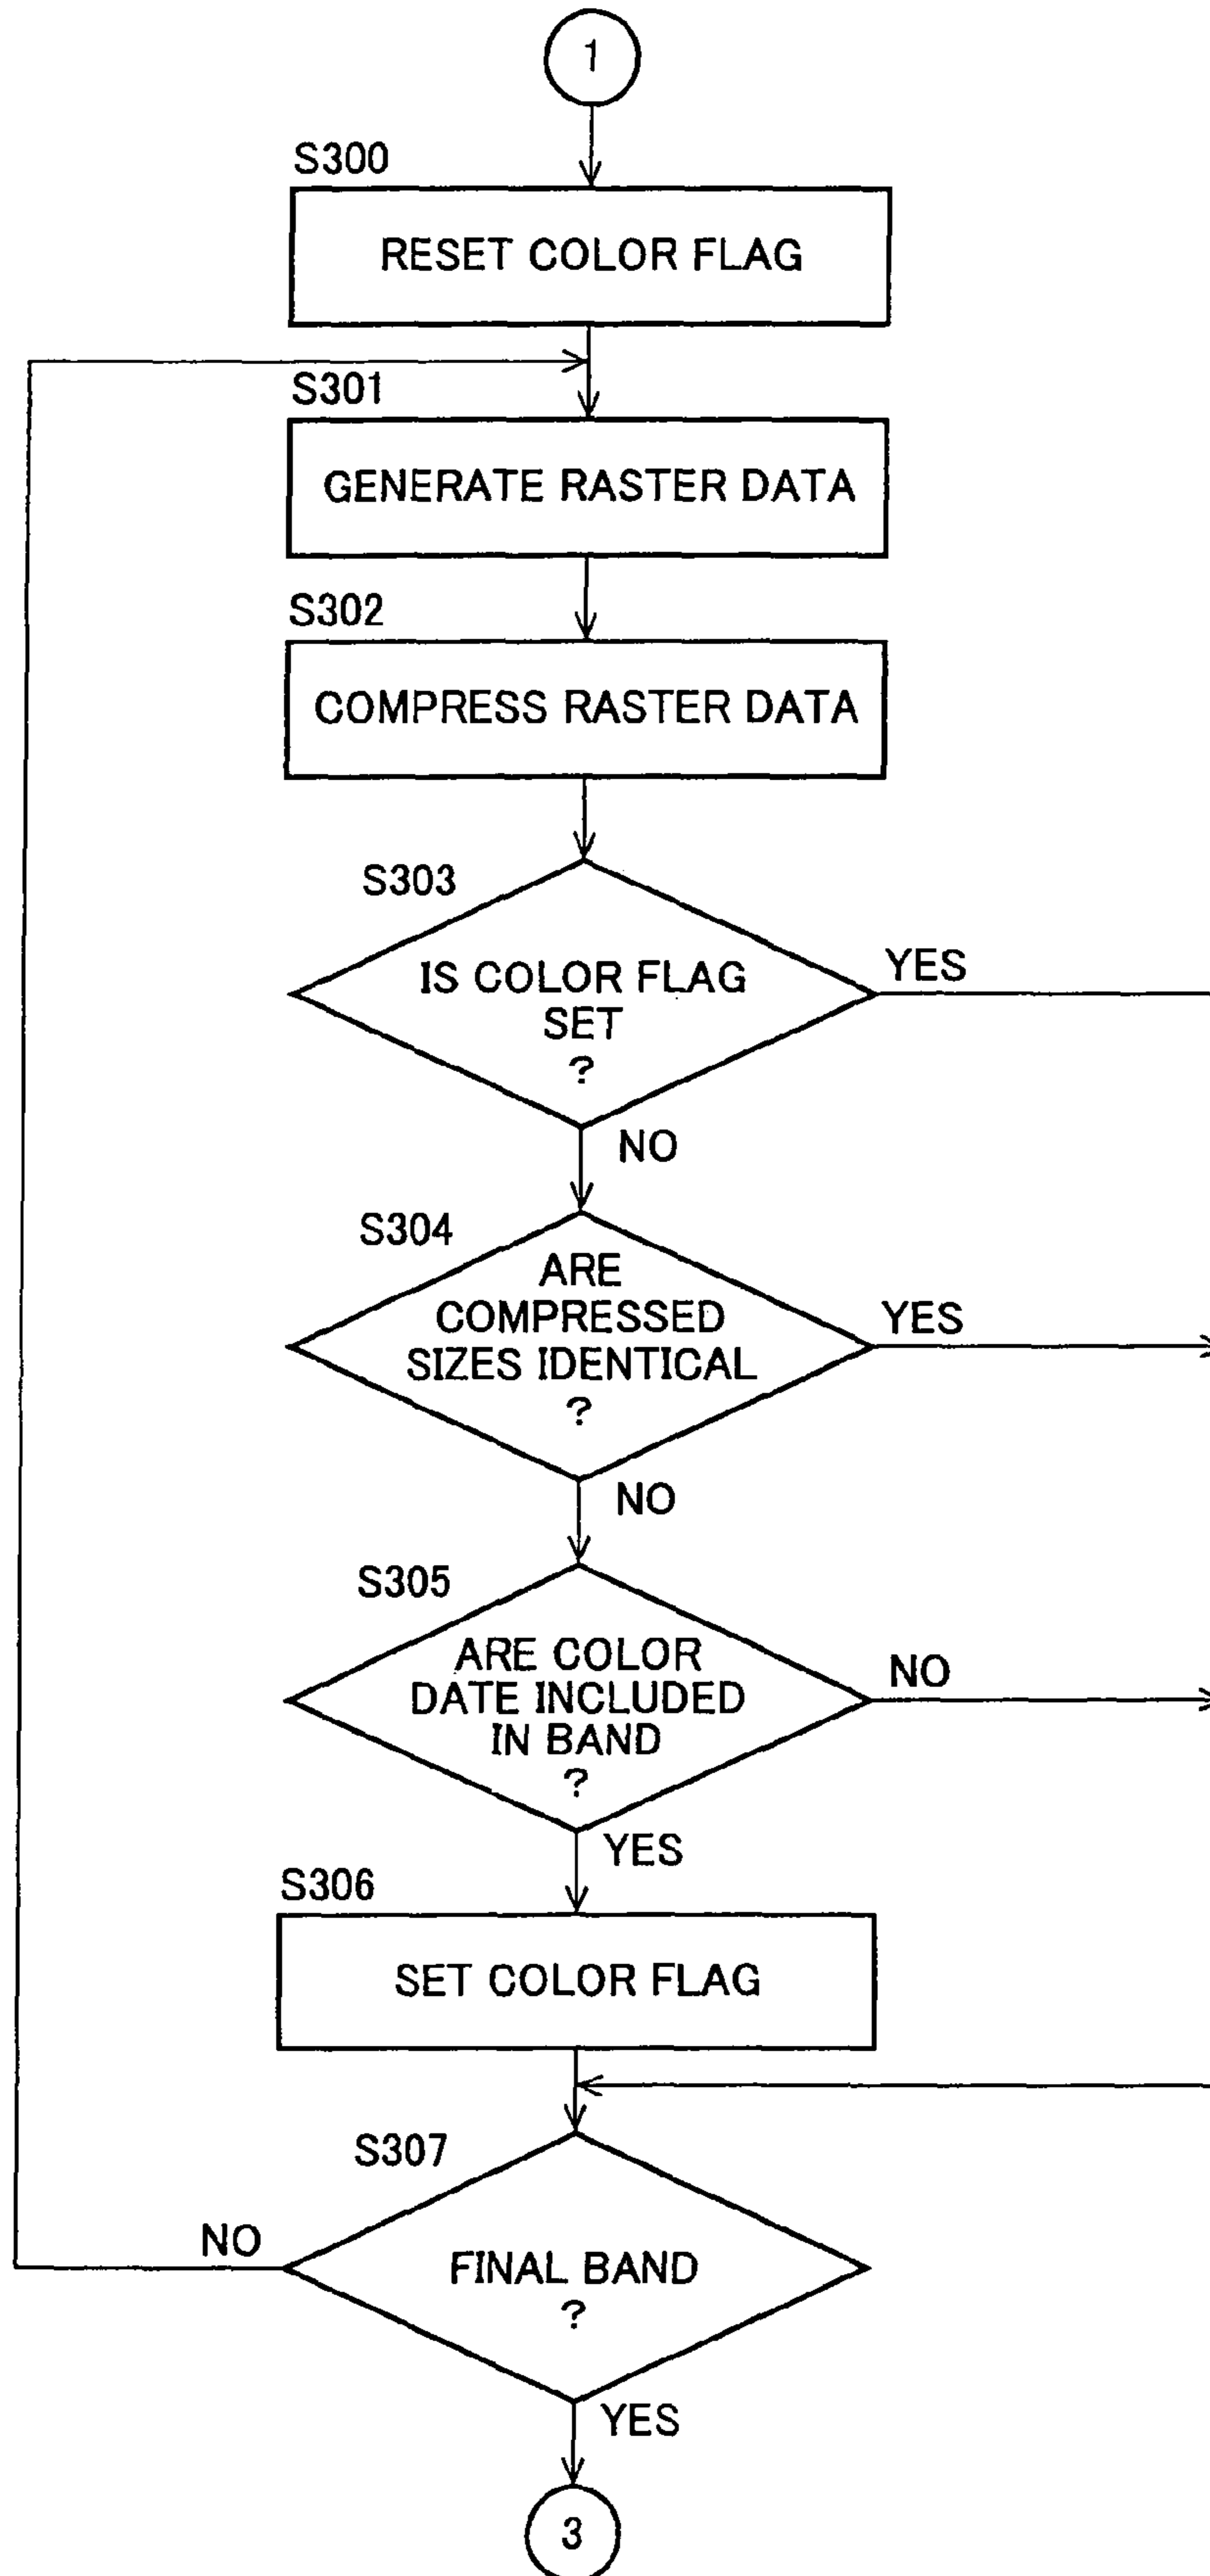 1
S300
RESET COLOR FLAG
S301
GENERATE RASTER DATA
S302
COMPRESS RASTER DATA
S303
IS COLOR FLAG
SET
?
YES
NO
S304
ARE
COMPRESSED
SIZES IDENTICAL
?
YES
NO
S305
ARE COLOR
DATE INCLUDED
IN BAND
?
NO
YES
S306
SET COLOR FLAG
S307
NO
FINAL BAND
?
YES
3